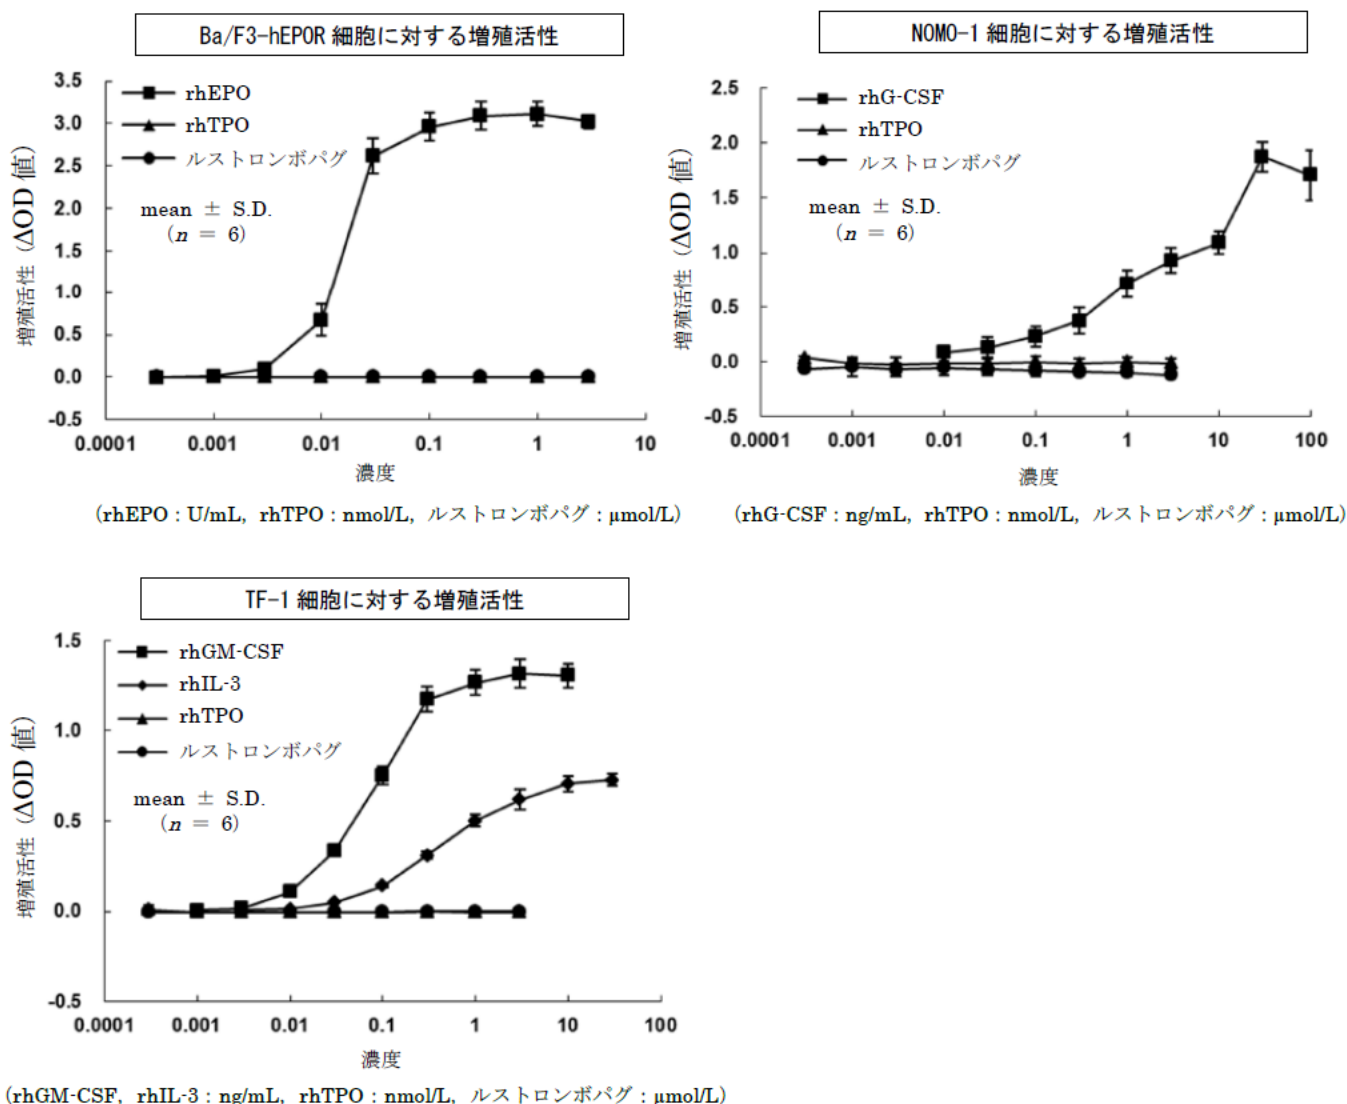 Ba/F3-hEPOR 細胞に対する増殖活性
増殖活性（ΔOD 値）
3.5
3.0
2.5
2.0
1.5
1.0
0.5
0.0
-0.5
rhEPO
rhTPO
ルストロンボパグ
mean ± S.D.
(n = 6)
0.0001 0.001 0.01 0.1 1 10
濃度
(rhEPO : U/mL, rhTPO : nmol/L, ルストロンボパグ : μmol/L)
NOMO-1 細胞に対する増殖活性
増殖活性（ΔOD 値）
2.5
2.0
1.5
1.0
0.5
0.0
-0.5
rhG-CSF
rhTPO
ルストロンボパグ
mean ± S.D.
(n = 6)
0.0001 0.001 0.01 0.1 1 10 100
濃度
(rhG-CSF : ng/mL, rhTPO : nmol/L, ルストロンボパグ : μmol/L)
TF-1 細胞に対する増殖活性
増殖活性（ΔOD 値）
1.5
1.0
0.5
0.0
-0.5
rhGM-CSF
rhIL-3
rhTPO
ルストロンボパグ
mean ± S.D.
(n = 6)
0.0001 0.001 0.01 0.1 1 10 100
濃度
(rhGM-CSF, rhIL-3 : ng/mL, rhTPO : nmol/L, ルストロンボパグ : μmol/L)